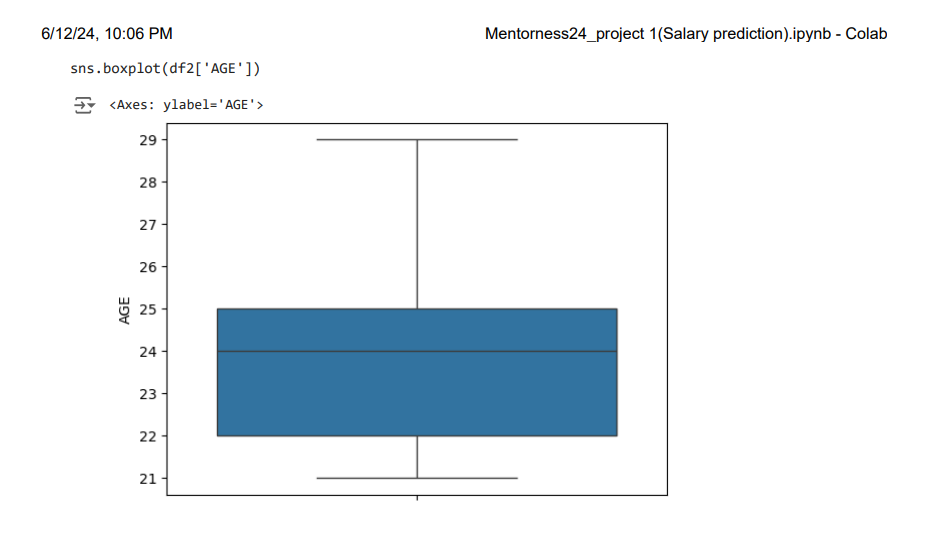 6/12/24, 10:06 PM Mentorness24_project 1(Salary prediction).ipynb - Colab
sns.boxplot(df2['AGE'])
<Axes: ylabel='AGE'>
29
28
27
26
25
24
23
22
21
AGE